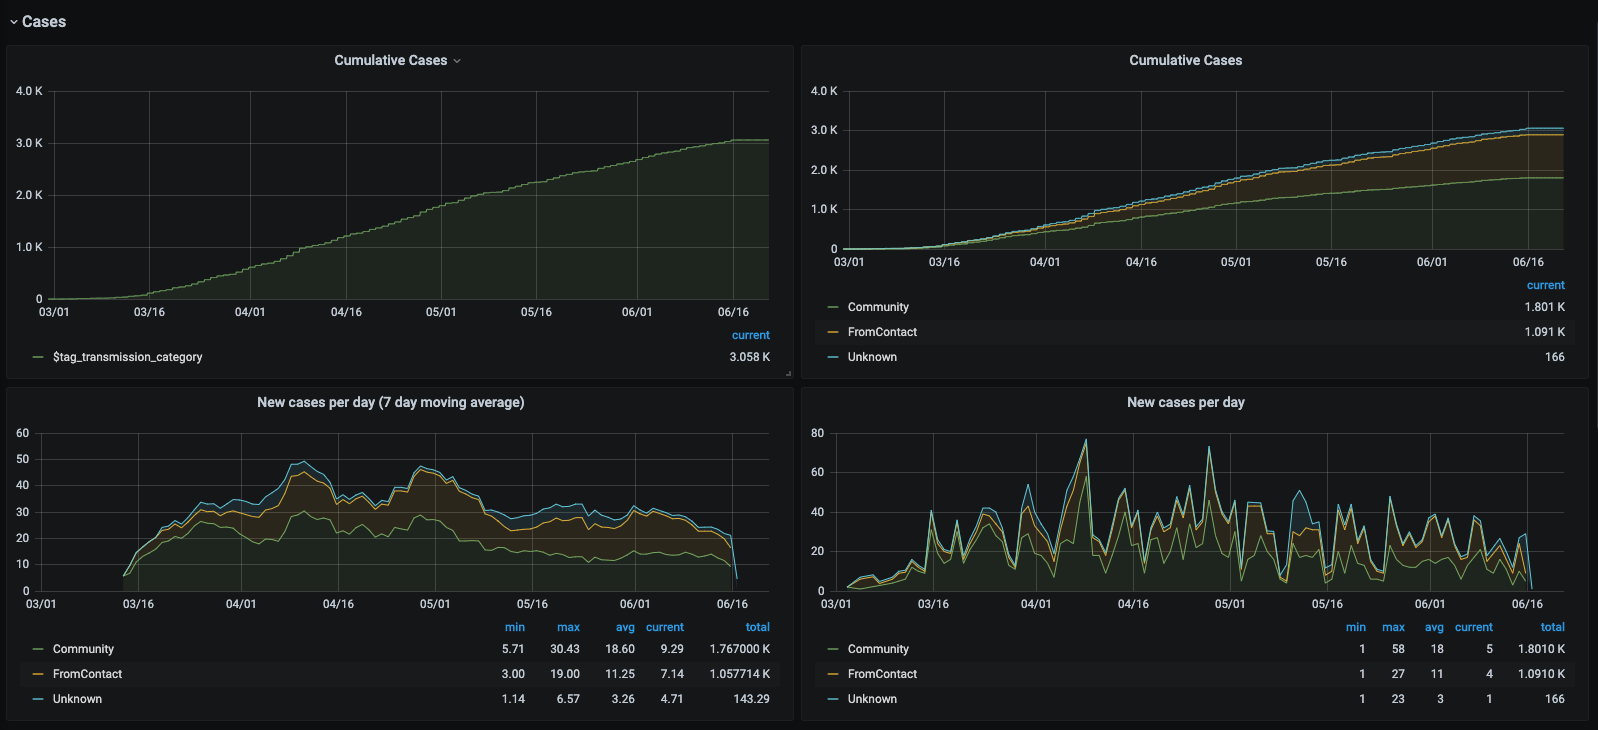 Cases
Cumulative Cases
4.0 K
3.0 K
2.0 K
1.0 K
0
03/01 03/16 04/01 04/16 05/01 05/16 06/01 06/16
current
$tag_transmission_category 3.058 K
Cumulative Cases
4.0 K
3.0 K
2.0 K
1.0 K
0
03/01 03/16 04/01 04/16 05/01 05/16 06/01 06/16
current
Community 1.801 K
FromContact 1.091 K
Unknown 166
New cases per day (7 day moving average)
60
50
40
30
20
10
0
03/01 03/16 04/01 04/16 05/01 05/16 06/01 06/16
min max avg current total
Community 5.71 30.43 18.60 9.29 1.767000 K
FromContact 3.00 19.00 11.25 7.14 1.057714 K
Unknown 1.14 6.57 3.26 4.71 143.29
New cases per day
80
60
40
20
0
03/01 03/16 04/01 04/16 05/01 05/16 06/01 06/16
min max avg current total
Community 1 58 18 5 1.8010 K
FromContact 1 27 11 4 1.0910 K
Unknown 1 23 3 1 166